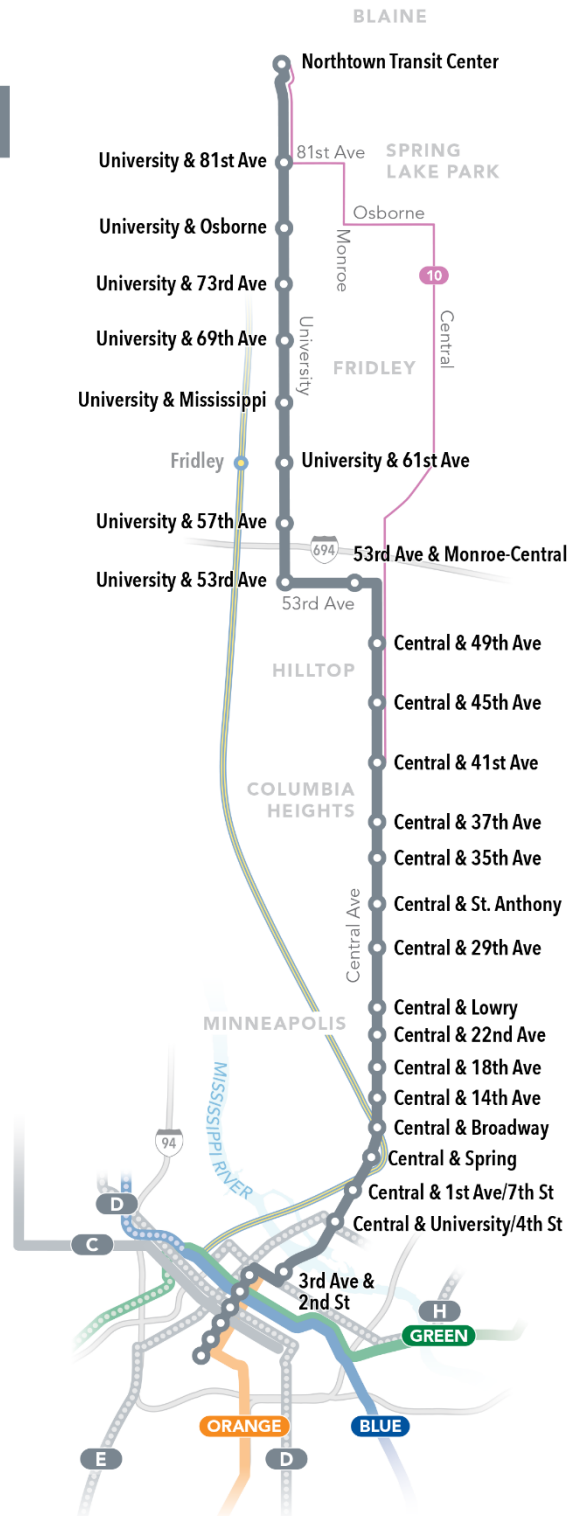 BLAINE
Northtown Transit Center
University & 81st Ave
81st Ave
SPRING
LAKE PARK
Osborne
University & Osborne
Monroe
10
University & 73rd Ave
University
Central
University & 69th Ave
FRIDLEY
University & Mississippi
Fridley
University & 61st Ave
University & 57th Ave
694
53rd Ave & Monroe-Central
University & 53rd Ave
53rd Ave
Central & 49th Ave
HILLTOP
Central & 45th Ave
Central & 41st Ave
COLUMBIA
HEIGHTS
Central & 37th Ave
Central & 35th Ave
Central & St. Anthony
Central Ave
Central & 29th Ave
Central & Lowry
MINNEAPOLIS
Central & 22nd Ave
Central & 18th Ave
Central & 14th Ave
MISSISSIPPI RIVER
94
Central & Broadway
Central & Spring
Central & 1st Ave/7th St
D
Central & University/4th St
C
3rd Ave &
2nd St
H
GREEN
ORANGE
BLUE
E
D